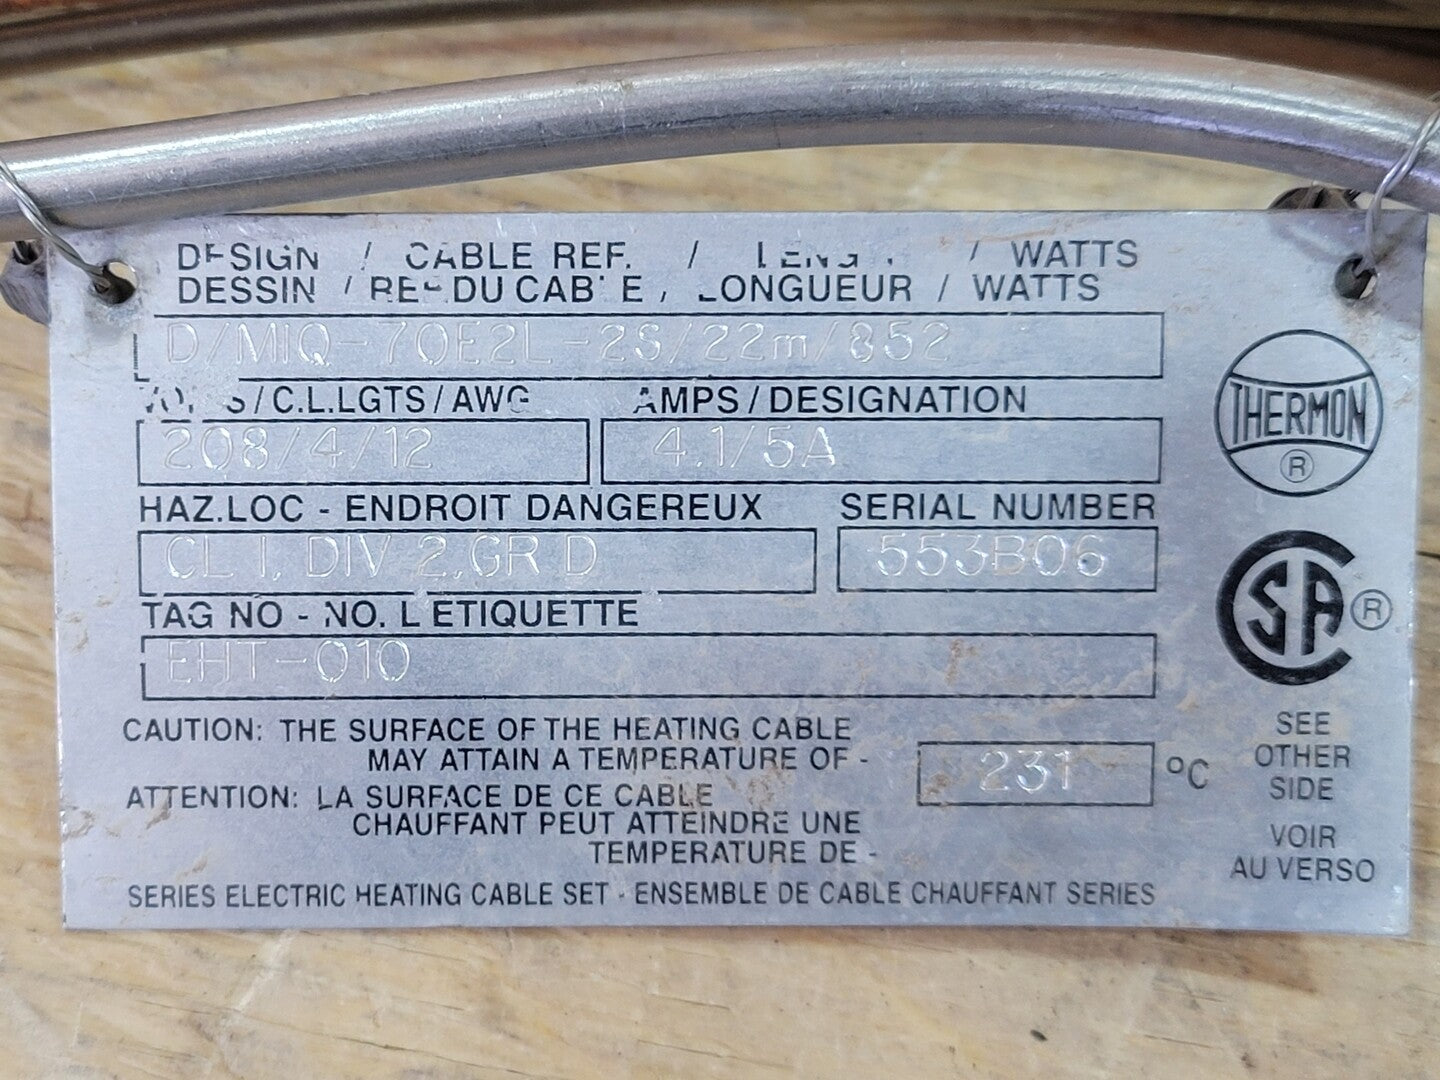 DESIGN / CABLE REF. / LENGTH / WATTS
DESSIN / REF DU CABLE / LONGUEUR / WATTS
D/MIQ-70E2L-2S/22m/852
VOLTS/C.L.LGTS/AWG AMPS/DESIGNATION
208/4/12 4.1/5A
HAZ.LOC - ENDROIT DANGEREUX SERIAL NUMBER
CL I, DIV 2,GR D 553B06
TAG NO - NO. L'ETIQUETTE
EHT-010
THERMON
®
CSA ®
CAUTION: THE SURFACE OF THE HEATING CABLE
MAY ATTAIN A TEMPERATURE OF - 231 °C
ATTENTION: LA SURFACE DE CE CABLE
CHAUFFANT PEUT ATTEINDRE UNE
TEMPERATURE DE -
SERIES ELECTRIC HEATING CABLE SET - ENSEMBLE DE CABLE CHAUFFANT SERIES
SEE
OTHER
SIDE
VOIR
AU VERSO